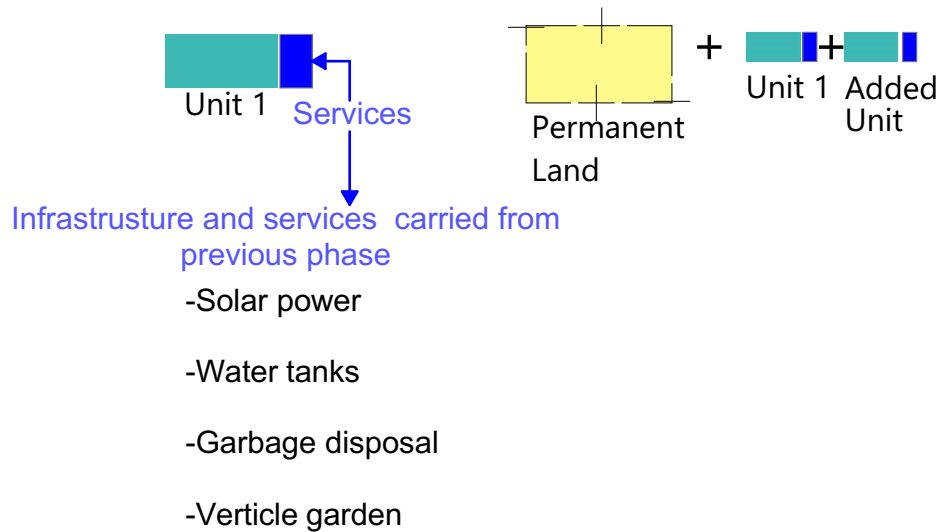 Unit 1
Services
Infrastrusture and services carried from
previous phase
-Solar power
-Water tanks
-Garbage disposal
-Verticle garden
+
+
Permanent
Land
Unit 1
Added
Unit